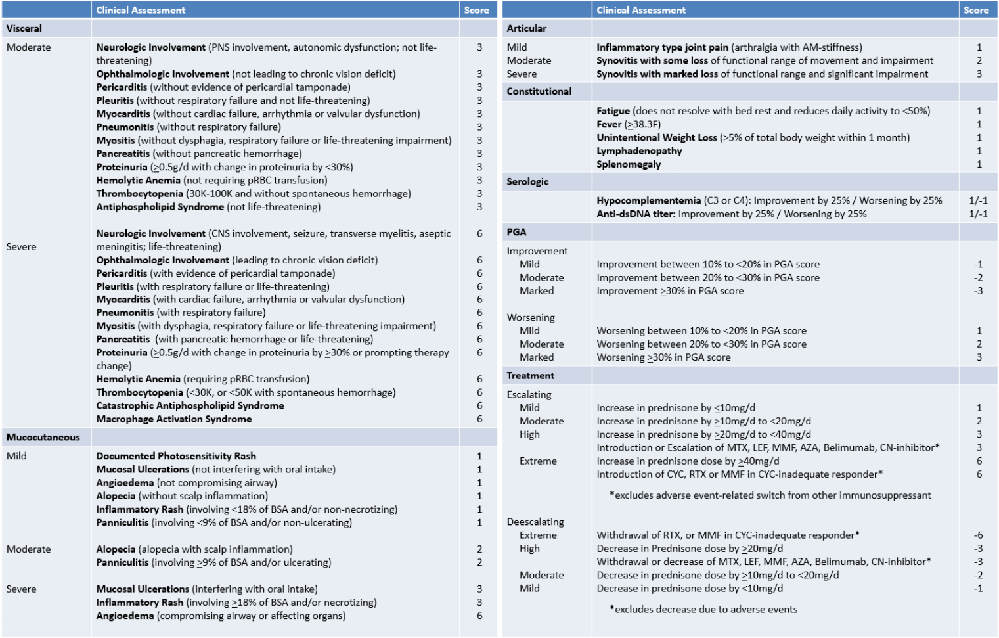 Clinical Assessment Score
Visceral
Moderate Neurologic Involvement (PNS involvement, autonomic dysfunction; not life- 3
threatening)
Ophthalmologic Involvement (not leading to chronic vision deficit) 3
Pericarditis (without evidence of pericardial tamponade) 3
Pleuritis (without respiratory failure and not life-threatening) 3
Myocarditis (without cardiac failure, arrhythmia or valvular dysfunction) 3
Pneumonitis (without respiratory failure) 3
Myositis (without dysphagia, respiratory failure or life-threatening impairment) 3
Pancreatitis (without pancreatic hemorrhage) 3
Proteinuria (≥0.5g/d with change in proteinuria by <30%) 3
Hemolytic Anemia (not requiring pRBC transfusion) 3
Thrombocytopenia (30K-100K and without spontaneous hemorrhage) 3
Antiphospholipid Syndrome (not life-threatening) 3
Neurologic Involvement (CNS involvement, seizure, transverse myelitis, aseptic 6
Severe meningitis; life-threatening)
Ophthalmologic Involvement (leading to chronic vision deficit) 6
Pericarditis (with evidence of pericardial tamponade) 6
Pleuritis (with respiratory failure or life-threatening) 6
Myocarditis (with cardiac failure, arrhythmia or valvular dysfunction) 6
Pneumonitis (with respiratory failure) 6
Myositis (with dysphagia, respiratory failure or life-threatening impairment) 6
Pancreatitis (with pancreatic hemorrhage or life-threatening) 6
Proteinuria (≥0.5g/d with change in proteinuria by ≥30% or prompting therapy 6
change)
Hemolytic Anemia (requiring pRBC transfusion) 6
Thrombocytopenia (<30K, or <50K with spontaneous hemorrhage) 6
Catastrophic Antiphospholipid Syndrome 6
Macrophage Activation Syndrome 6
Mucocutaneous
Mild Documented Photosensitivity Rash 1
Mucosal Ulcerations (not interfering with oral intake) 1
Angioedema (not compromising airway) 1
Alopecia (without scalp inflammation) 1
Inflammatory Rash (involving <18% of BSA and/or non-necrotizing) 1
Panniculitis (involving <9% of BSA and/or non-ulcerating) 1
Moderate Alopecia (alopecia with scalp inflammation) 2
Panniculitis (involving ≥9% of BSA and/or ulcerating) 2
Severe Mucosal Ulcerations (interfering with oral intake) 3
Inflammatory Rash (involving ≥18% of BSA and/or necrotizing) 3
Angioedema (compromising airway or affecting organs) 6
Clinical Assessment Score
Articular
Mild Inflammatory type joint pain (arthralgia with AM-stiffness) 1
Moderate Synovitis with some loss of functional range of movement and impairment 2
Severe Synovitis with marked loss of functional range and significant impairment 3
Constitutional
Fatigue (does not resolve with bed rest and reduces daily activity to <50%) 1
Fever (≥38.3F) 1
Unintentional Weight Loss (>5% of total body weight within 1 month) 1
Lymphadenopathy 1
Splenomegaly 1
Serologic
Hypocomplementemia (C3 or C4): Improvement by 25% / Worsening by 25% 1/-1
Anti-dsDNA titer: Improvement by 25% / Worsening by 25% 1/-1
PGA
Improvement
Mild Improvement between 10% to <20% in PGA score -1
Moderate Improvement between 20% to <30% in PGA score -2
Marked Improvement ≥30% in PGA score -3
Worsening
Mild Worsening between 10% to <20% in PGA score 1
Moderate Worsening between 20% to <30% in PGA score 2
Marked Worsening ≥30% in PGA score 3
Treatment
Escalating
Mild Increase in prednisone by ≤10mg/d 1
Moderate Increase in prednisone by ≥10mg/d to <20mg/d 2
High Increase in prednisone by ≥20mg/d to <40mg/d 3
Introduction or Escalation of MTX, LEF, MMF, AZA, Belimumab, CN-inhibitor* 3
Extreme Increase in prednisone dose by ≥40mg/d 6
Introduction of CYC, RTX or MMF in CYC-inadequate responder* 6
*excludes adverse event-related switch from other immunosuppressant
Deescalating
Extreme Withdrawal of RTX, or MMF in CYC-inadequate responder* -6
High Decrease in Prednisone dose by ≥20mg/d -3
Withdrawal or decrease of MTX, LEF, MMF, AZA, Belimumab, CN-inhibitor* -3
Moderate Decrease in prednisone dose by ≥10mg/d to <20mg/d -2
Mild Decrease in prednisone dose by <10mg/d -1
*excludes decrease due to adverse events